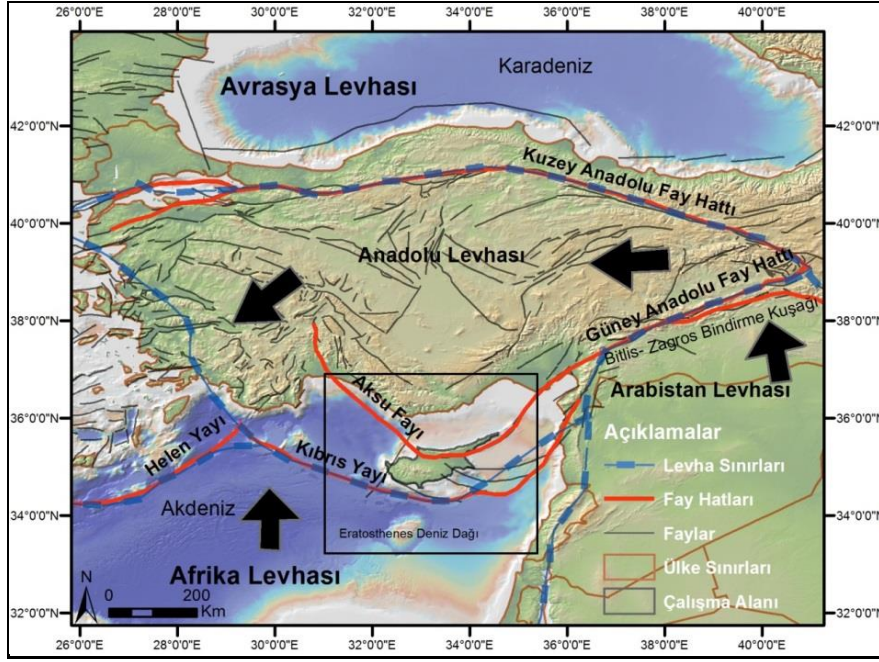 26°0'0"E 28°0'0"E 30°0'0"E 32°0'0"E 34°0'0"E 36°0'0"E 38°0'0"E 40°0'0"E
Karadeniz
Avrasya Levhası
42°0'0"N
42°0'0"N
Kuzey Anadolu Fay Hattı
40°0'0"N
40°0'0"N
Anadolu Levhası
Güney Anadolu Fay Hattı
38°0'0"N
38°0'0"N
Bitlis- Zagros Bindirme Kuşağı
Aksu Fayı
Arabistan Levhası
36°0'0"N
36°0'0"N
Açıklamalar
Helen Yayı
Kıbrıs Yayı
Levha Sınırları
Fay Hatları
34°0'0"N
34°0'0"N
Akdeniz
Eratosthenes Deniz Dağı
Faylar
Afrika Levhası
Ülke Sınırları
N
0 200
Km
Çalışma Alanı
32°0'0"N
32°0'0"N
26°0'0"E 28°0'0"E 30°0'0"E 32°0'0"E 34°0'0"E 36°0'0"E 38°0'0"E 40°0'0"E